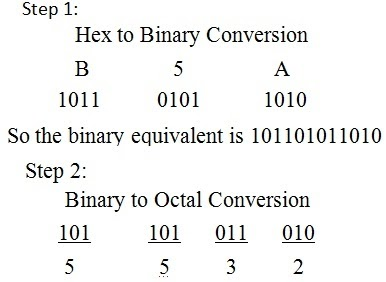 Step 1:
Hex to Binary Conversion
B 5 A
1011 0101 1010
So the binary equivalent is 101101011010
Step 2:
Binary to Octal Conversion
101 101 011 010
5 5 3 2